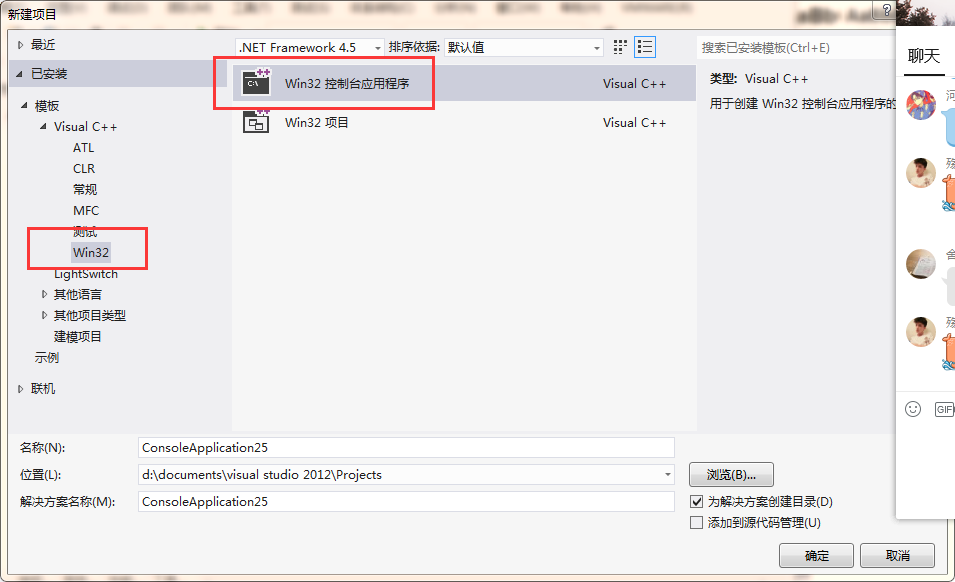 新建项目
?
最近
.NET Framework 4.5
排序依据:
默认值
搜索已安装模板(Ctrl+E)
已安装
模板
Visual C++
ATL
CLR
常规
MFC
测试
Win32
LightSwitch
其他语言
其他项目类型
建模项目
示例
联机
C:\
Win32 控制台应用程序
Visual C++
Win32 项目
Visual C++
类型: Visual C++
用于创建 Win32 控制台应用程序的
聊天
GIF
名称(N):
ConsoleApplication25
位置(L):
d:\documents\visual studio 2012\Projects
浏览(B)...
解决方案名称(M):
ConsoleApplication25
为解决方案创建目录(D)
添加到源代码管理(U)
确定
取消